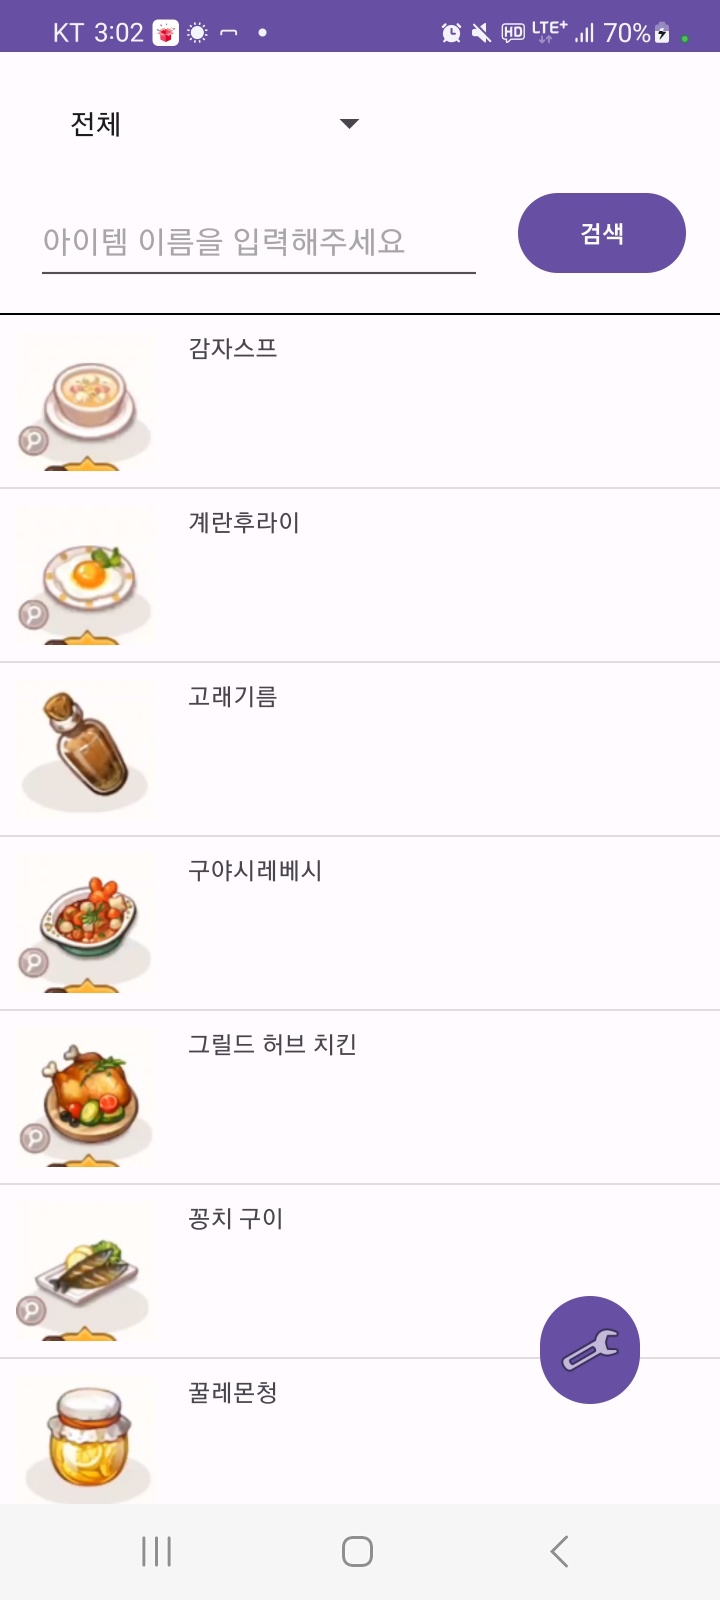 KT 3:02 HD LTE+ 70%
전체
아이템 이름을 입력해주세요
검색
감자스프
계란후라이
고래기름
구야시레베시
그릴드 허브 치킨
꽁치 구이
꿀레몬청